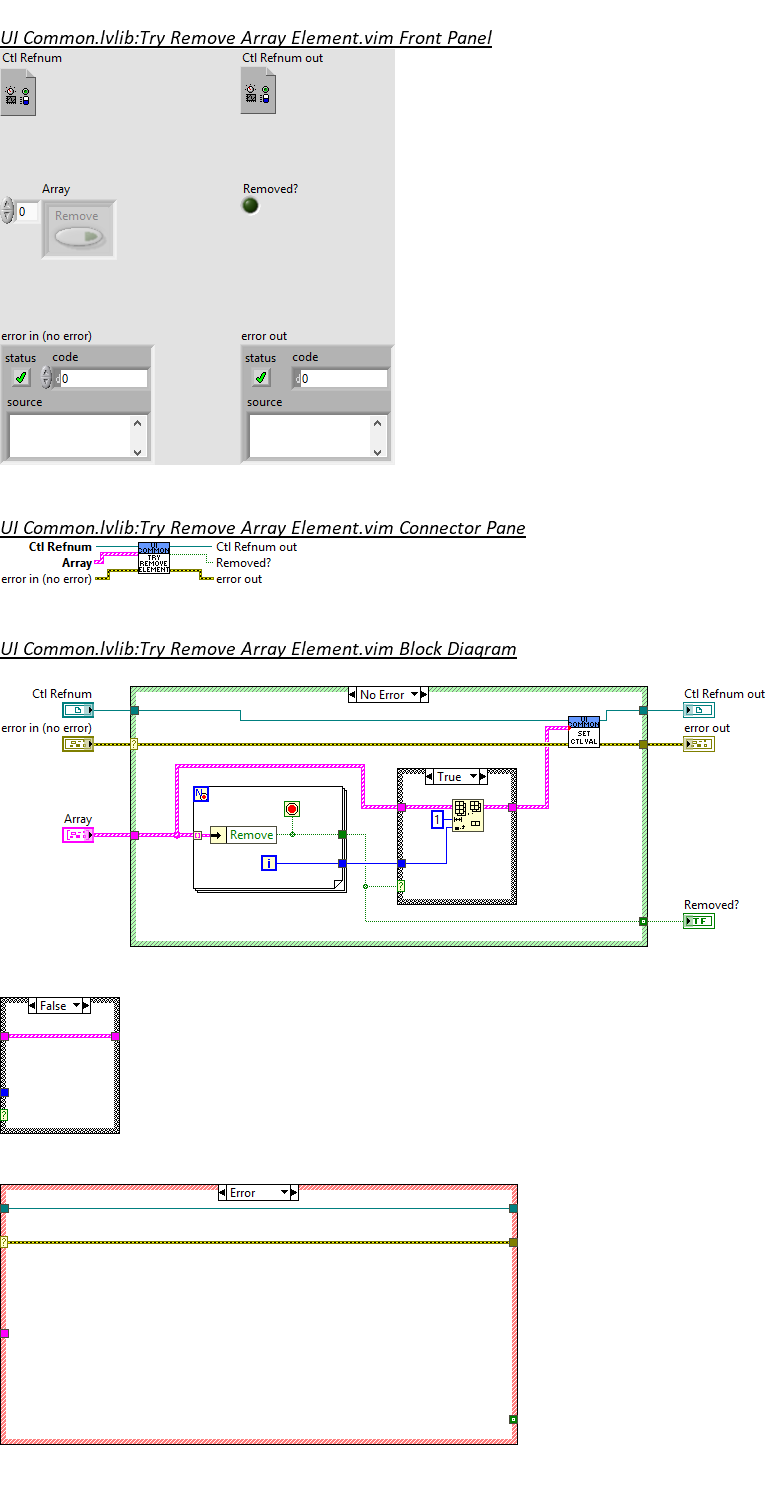 UI Common.lvlib:Try Remove Array Element.vim Front Panel
Ctl Refnum
Ctl Refnum out
Array
Removed?
0
Remove
error in (no error)
error out
status code
status code
0
0
source
source
UI Common.lvlib:Try Remove Array Element.vim Connector Pane
Ctl Refnum
UI
COMMON
TRY
REMOVE
ELEMENT
Ctl Refnum out
Array
Removed?
error in (no error)
error out
UI Common.lvlib:Try Remove Array Element.vim Block Diagram
No Error
Ctl Refnum
Ctl Refnum out
error in (no error)
UI
COMMON
SET
CTL VAL
error out
?
True
N
Array
1
Remove
i
?
Removed?
TF
False
?
Error
?